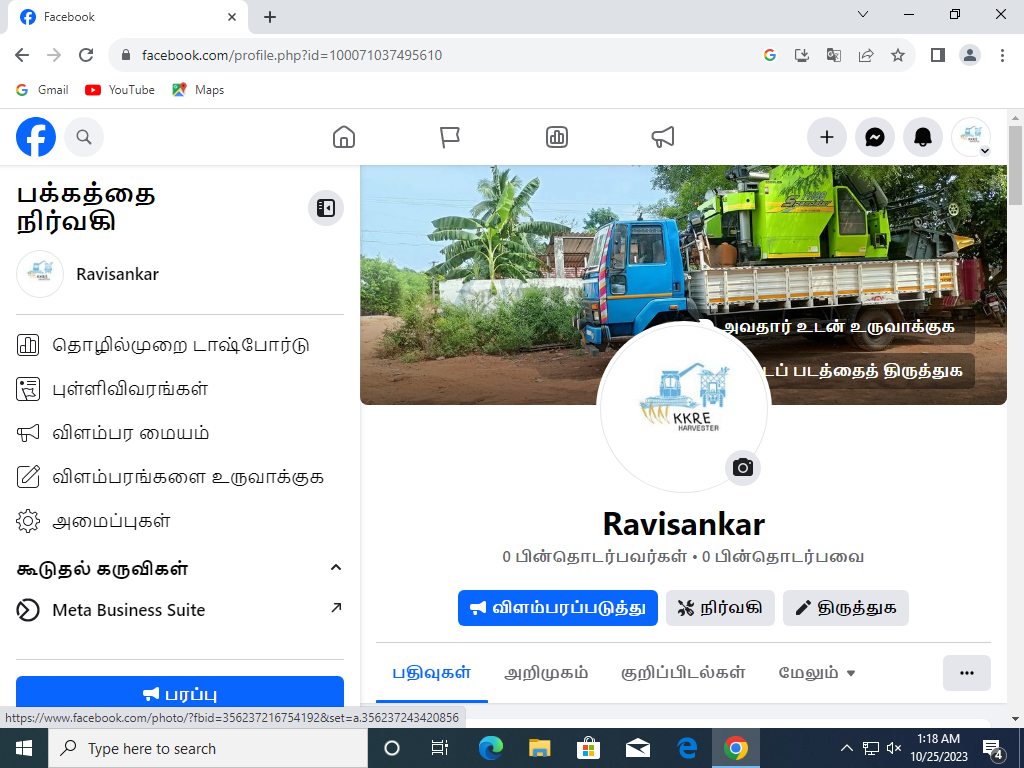 Facebook
facebook.com/profile.php?id=100071037495610
Gmail
YouTube
Maps
பக்கத்தை
நிர்வகி
Ravisankar
தொழில்முறை டாஷ்போர்டு
புள்ளிவிவரங்கள்
விளம்பர மையம்
விளம்பரங்களை உருவாக்குக
அமைப்புகள்
கூடுதல் கருவிகள்
Meta Business Suite
பரப்பு
அவதார் உடன் உருவாக்குக
டப் படத்தைத் திருத்துக
KKRE
HARVESTER
Ravisankar
0 பின்தொடர்பவர்கள் • 0 பின்தொடர்பவை
விளம்பரப்படுத்து
நிர்வகி
திருத்துக
பதிவுகள்
அறிமுகம்
குறிப்பிடல்கள்
மேலும்
https://www.facebook.com/photo/?fbid=356237216754192&set=a.356237243420856
Type here to search
1:18 AM
10/25/2023
4